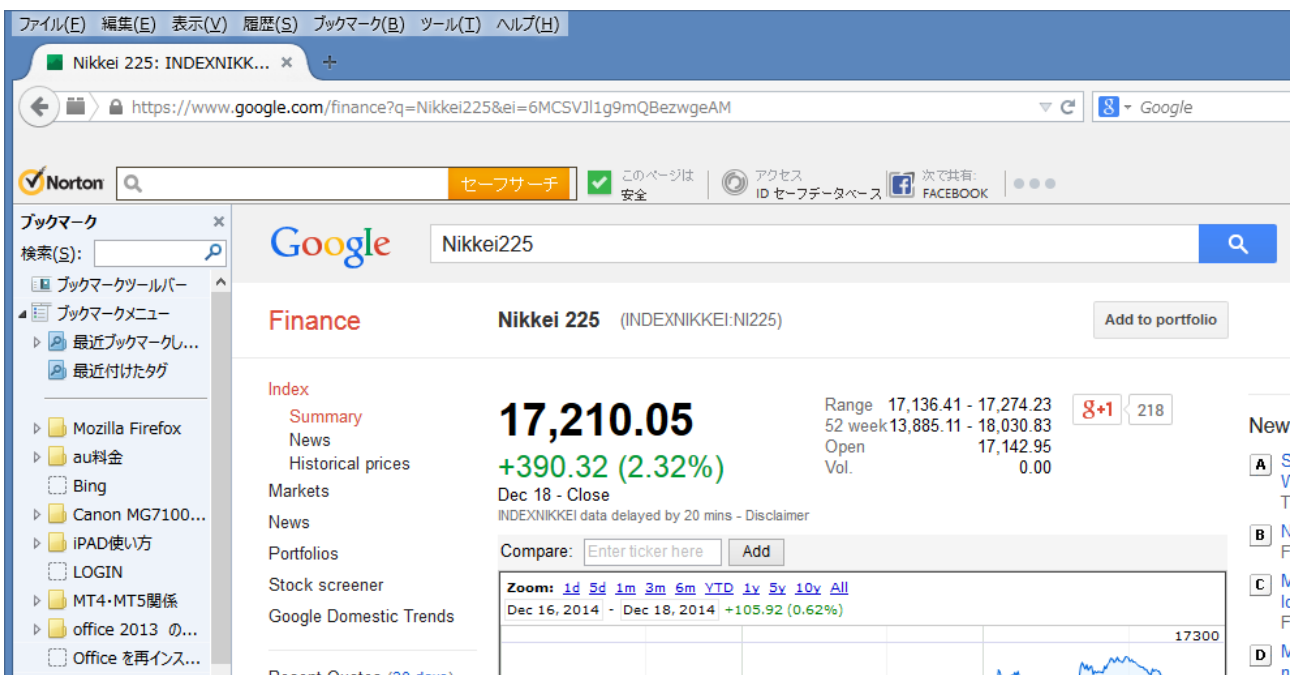 ファイル(F) 編集(E) 表示(V) 履歴(S) ブックマーク(B) ツール(T) ヘルプ(H)
Nikkei 225: INDEXNIKK... × +
https://www.google.com/finance?q=Nikkei225&ei=6MCSVJl1g9mQBezwgeAM
8 Google
Norton
セーフサーチ
このページは
安全
アクセス
ID セーフデータベース
次で共有:
FACEBOOK
ブックマーク ×
検索(S):
ブックマークツールバー
ブックマークメニュー
最近ブックマークし...
最近付けたタグ
Mozilla Firefox
au料金
Bing
Canon MG7100...
iPAD使い方
LOGIN
MT4・MT5関係
office 2013 の...
Office を再インス...
Google
Nikkei225
Finance
Nikkei 225 (INDEXNIKKEI:NI225)
Add to portfolio
Index
Summary
News
Historical prices
Markets
News
Portfolios
Stock screener
Google Domestic Trends
Recent Quotes (30 days)
17,210.05
+390.32 (2.32%)
Dec 18 - Close
INDEXNIKKEI data delayed by 20 mins - Disclaimer
Range 17,136.41 - 17,274.23
52 week 13,885.11 - 18,030.83
Open 17,142.95
Vol. 0.00
g+1 218
Compare: Enter ticker here Add
Zoom: 1d 5d 1m 3m 6m YTD 1y 5y 10y All
Dec 16, 2014 - Dec 18, 2014 +105.92 (0.62%)
17300
New
A
B
C
D